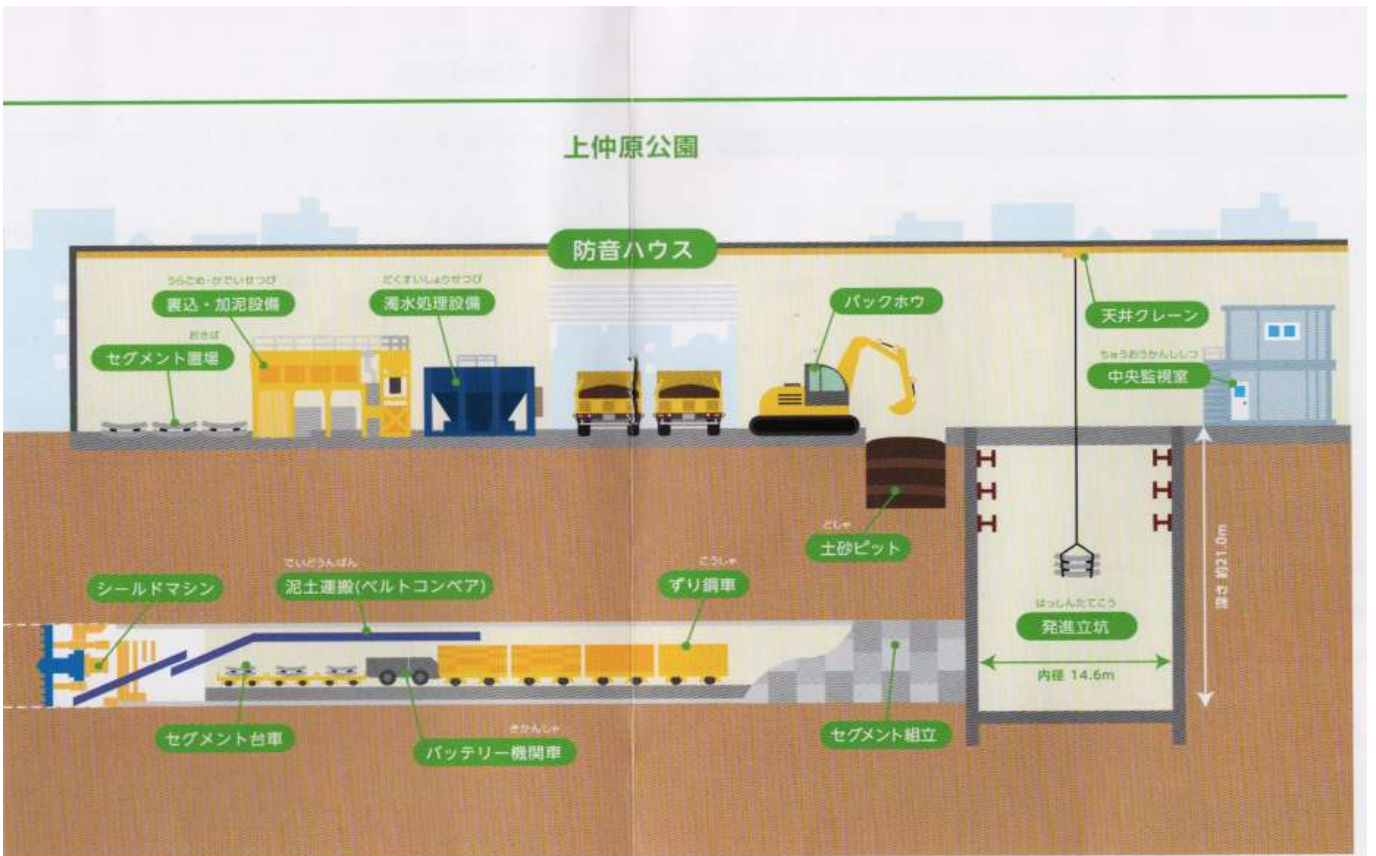 上仲原公園
防音ハウス
うらごめ・かでいせつび
裏込・加泥設備
だくすいしょりせつび
濁水処理設備
バックホウ
天井クレーン
おきば
セグメント置場
ちゅうおうかんししつ
中央監視室
どしゃ
土砂ピット
深さ 約21.0m
シールドマシン
でいどうんぱん
泥土運搬(ベルトコンベア)
こうしゃ
ずり鋼車
はっしんたてこう
発進立坑
内径 14.6m
セグメント台車
きかんしゃ
バッテリー機関車
セグメント組立